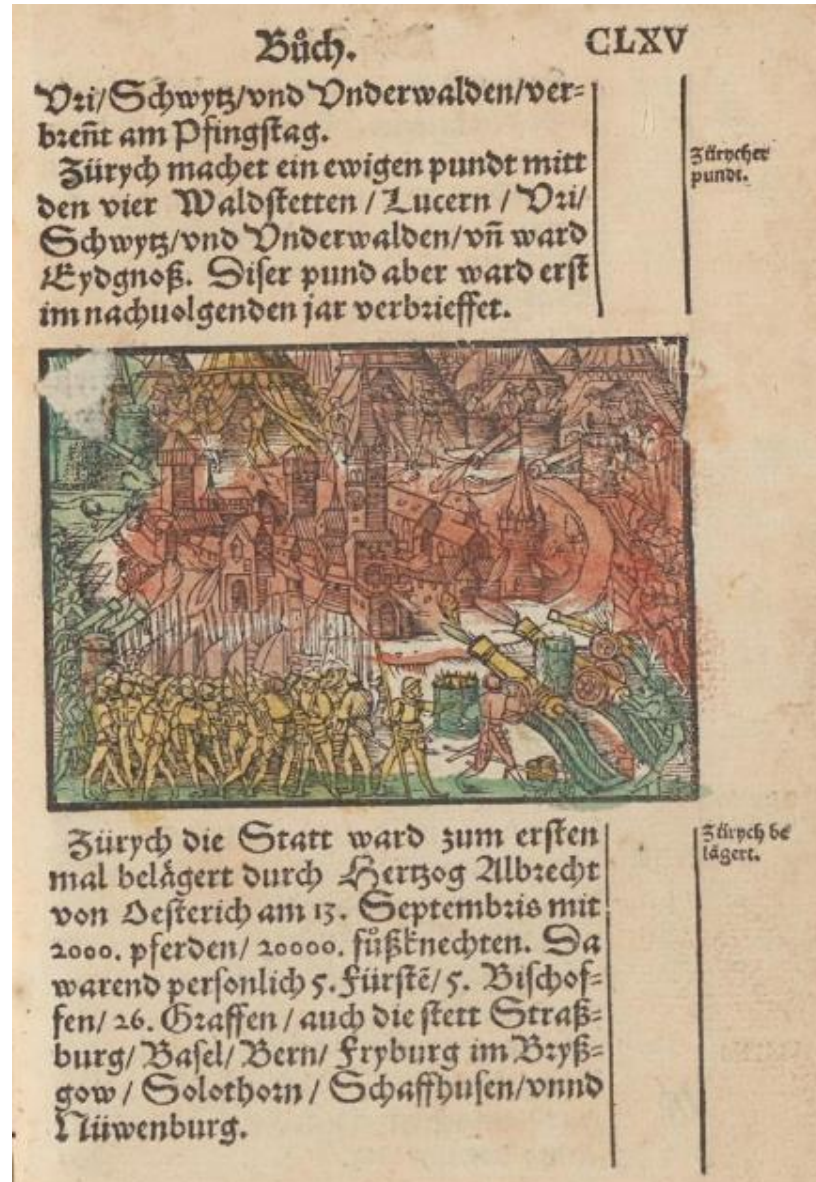 Bůch. CLXV
Vri/Schwytz/vnd Vnderwalden/ver⸗
breñt am Pfingstag.
Zürych machet ein ewigen pundt mitt
den vier Waldstetten / Lucern / Vri/
Schwytz/vnd Vnderwalden/vñ ward
Eydgnoß. Diser pund aber ward erst
im nachuolgenden jar verbrieffet.
Zürycher
pundt.
Zürych die Statt ward zum ersten
mal belägert durch Hertzog Albrecht
von Oesterich am 13. Septembris mit
2000. pferden/ 20000. füßknechten. Da
warend personlich 5. Fürstē/ 5. Bischof⸗
fen/ 26. Graffen / auch die stett Straß⸗
burg/ Basel/ Bern/ Fryburg im Bryß⸗
gow / Solothorn / Schaffhusen/vnnd
Nüwenburg.
Zürych be
lägert.